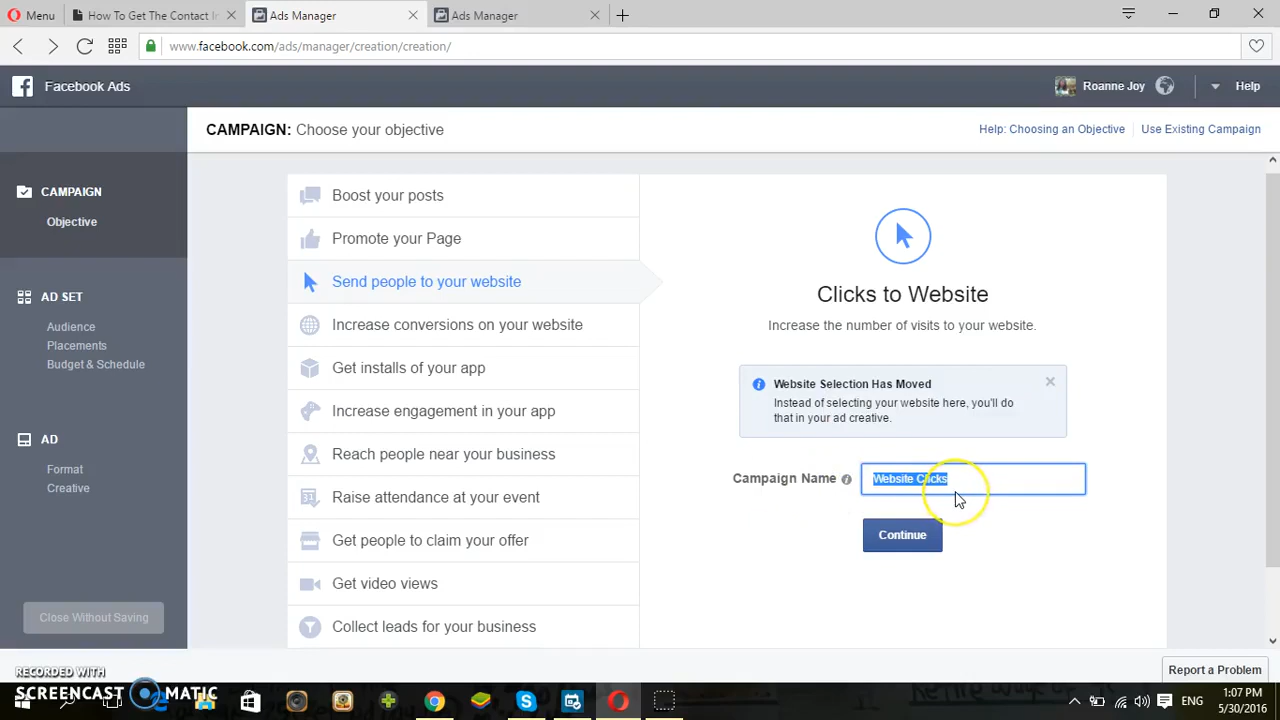 Menu
How To Get The Contact In
Ads Manager
Ads Manager
www.facebook.com/ads/manager/creation/creation/
Facebook Ads
Roanne Joy
Help
CAMPAIGN: Choose your objective
Help: Choosing an Objective
Use Existing Campaign
CAMPAIGN
Objective
AD SET
Audience
Placements
Budget & Schedule
AD
Format
Creative
Close Without Saving
Boost your posts
Promote your Page
Send people to your website
Increase conversions on your website
Get installs of your app
Increase engagement in your app
Reach people near your business
31
Raise attendance at your event
Get people to claim your offer
Get video views
Collect leads for your business
Clicks to Website
Increase the number of visits to your website.
Website Selection Has Moved
Instead of selecting your website here, you'll do
that in your ad creative.
Campaign Name
Website Clicks
Continue
Report a Problem
RECORDED WITH
SCREENCAST MATIC
ENG
1:07 PM
5/30/2016